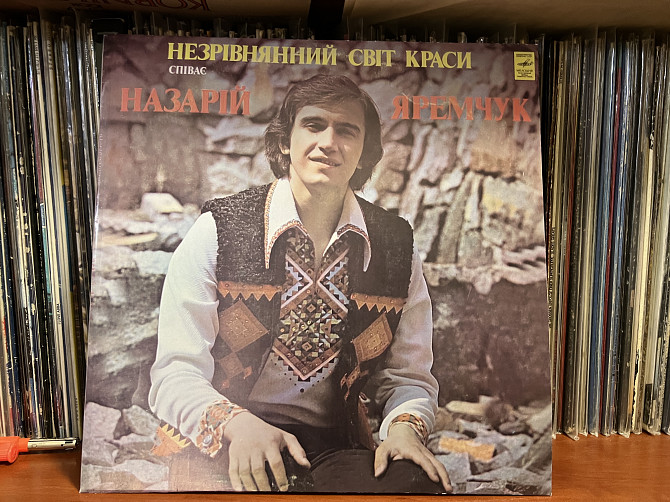 НЕЗРІВНЯННИЙ СВІТ КРАСИ
СПІВАЄ
НАЗАРІЙ ЯРЕМЧУК